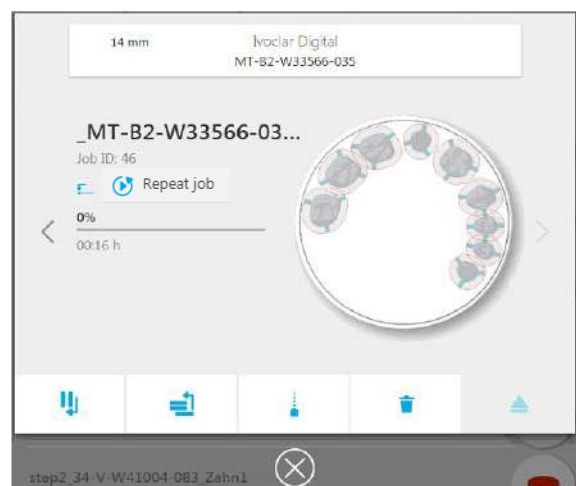 14 mm
Ivoclar Digital
MT-B2-W33566-035
_MT-B2-W33566-03...
Job ID: 46
Repeat job
0%
00:16 h
step2_34-V-W41004-083_Zahn1